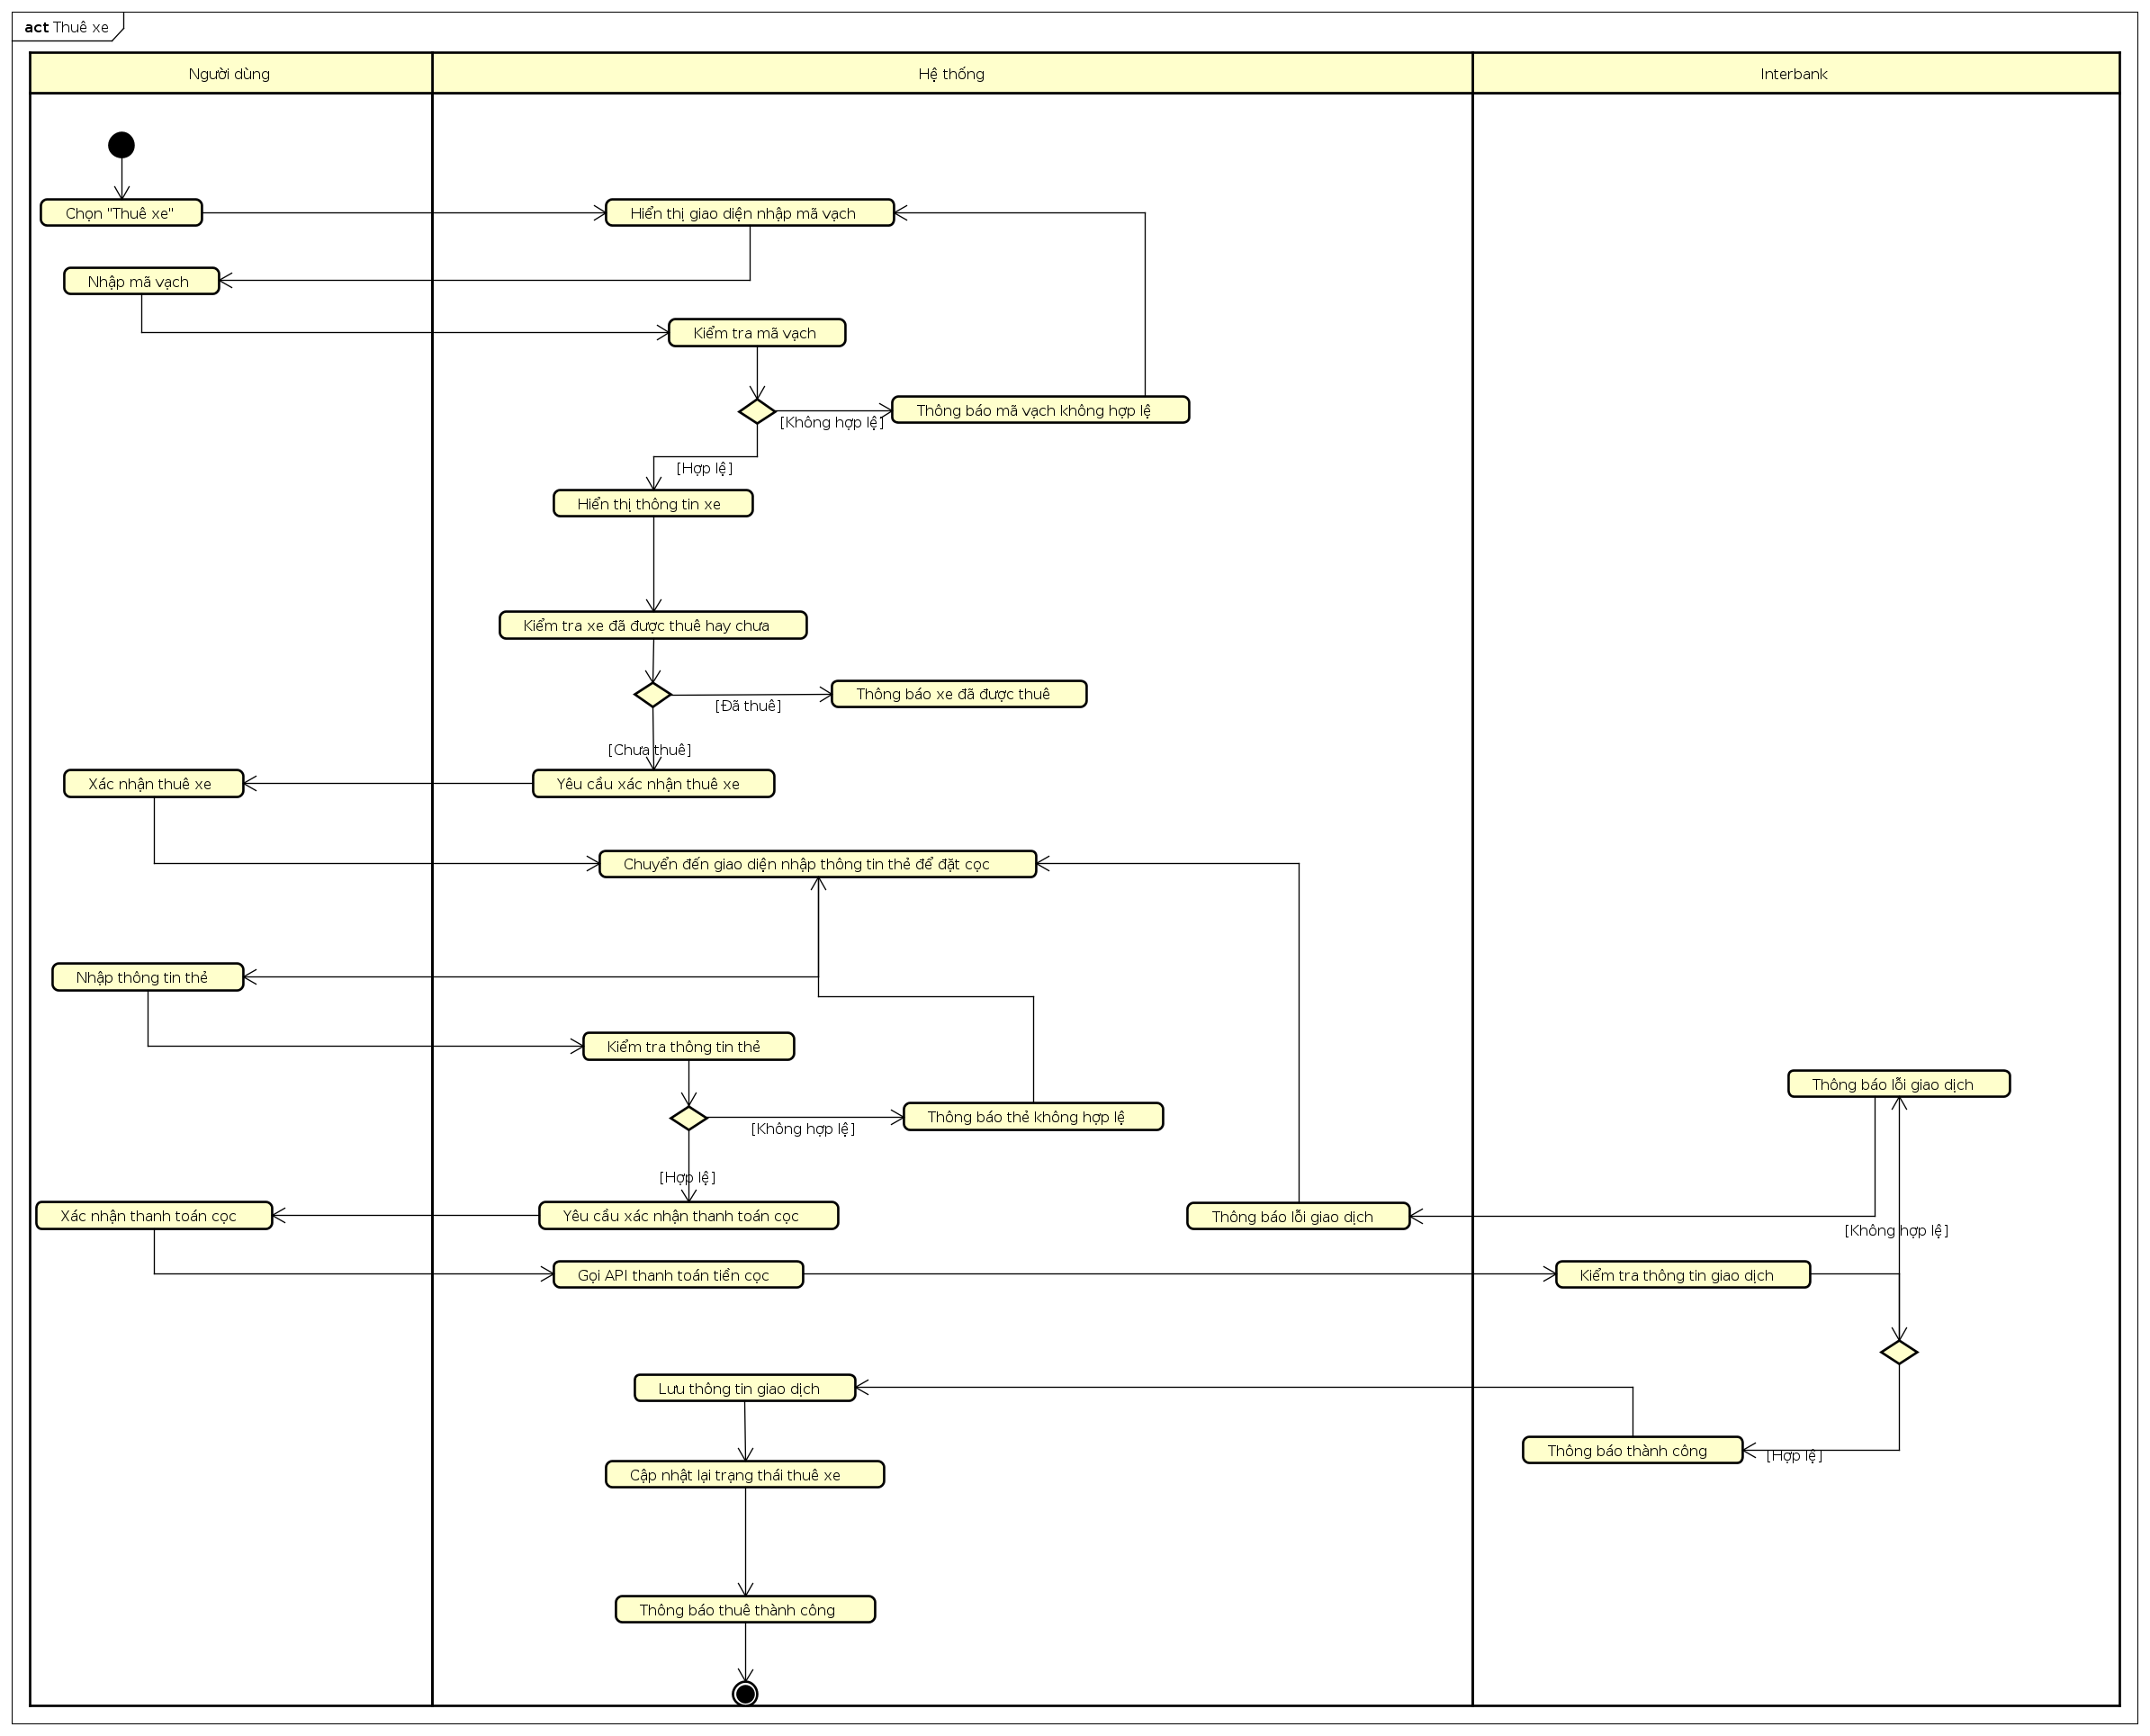 act Thuê xe
Người dùng
Hệ thống
Interbank
Chọn "Thuê xe"
Hiển thị giao diện nhập mã vạch
Nhập mã vạch
Kiểm tra mã vạch
Thông báo mã vạch không hợp lệ
[Không hợp lệ]
[Hợp lệ]
Hiển thị thông tin xe
Kiểm tra xe đã được thuê hay chưa
Thông báo xe đã được thuê
[Đã thuê]
[Chưa thuê]
Xác nhận thuê xe
Yêu cầu xác nhận thuê xe
Chuyển đến giao diện nhập thông tin thẻ để đặt cọc
Nhập thông tin thẻ
Kiểm tra thông tin thẻ
Thông báo lỗi giao dịch
Thông báo thẻ không hợp lệ
[Không hợp lệ]
[Hợp lệ]
Xác nhận thanh toán cọc
Yêu cầu xác nhận thanh toán cọc
Thông báo lỗi giao dịch
[Không hợp lệ]
Gọi API thanh toán tiền cọc
Kiểm tra thông tin giao dịch
Lưu thông tin giao dịch
Thông báo thành công
[Hợp lệ]
Cập nhật lại trạng thái thuê xe
Thông báo thuê thành công